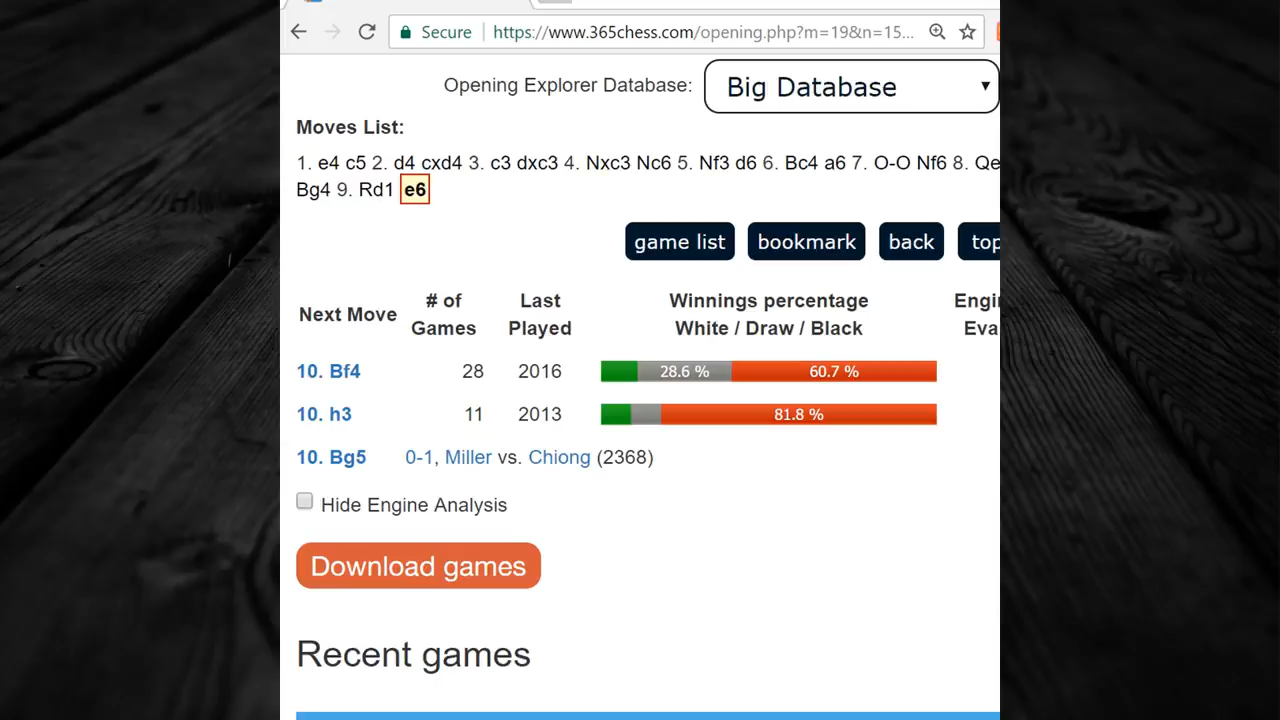 Secure https://www.365chess.com/opening.php?m=19&n=15...
Opening Explorer Database: Big Database
Moves List:
1. e4 c5 2. d4 cxd4 3. c3 dxc3 4. Nxc3 Nc6 5. Nf3 d6 6. Bc4 a6 7. O-O Nf6 8. Qe
Bg4 9. Rd1 e6
game list bookmark back top
Next Move # of Games Last Played Winnings percentage White / Draw / Black Engin Eva
10. Bf4 28 2016 28.6 % 60.7 %
10. h3 11 2013 81.8 %
10. Bg5 0-1, Miller vs. Chiong (2368)
Hide Engine Analysis
Download games
Recent games